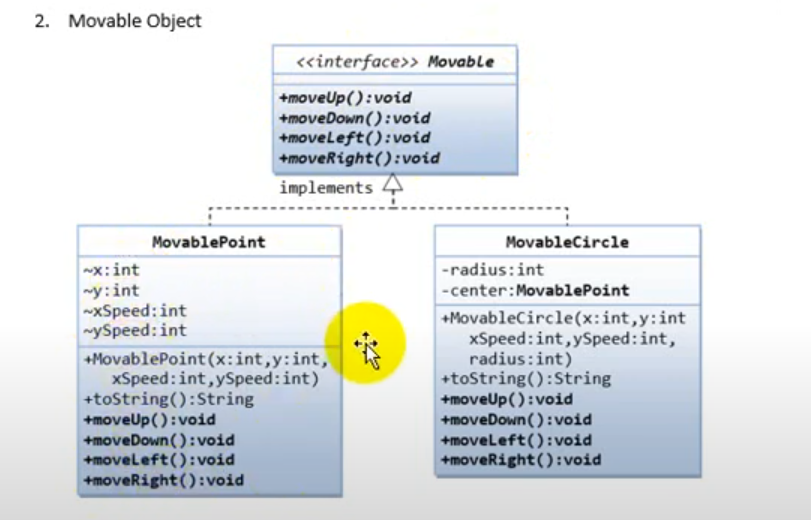 2. Movable Object
<<interface>> Movable
+moveUp():void
+moveDown():void
+moveLeft():void
+moveRight():void
implements
MovablePoint
~x:int
~y:int
~xSpeed:int
~ySpeed:int
+MovablePoint(x:int,y:int,
xSpeed:int,ySpeed:int)
+toString():String
+moveUp():void
+moveDown():void
+moveLeft():void
+moveRight():void
MovableCircle
-radius:int
-center:MovablePoint
+MovableCircle(x:int,y:int
xSpeed:int,ySpeed:int,
radius:int)
+toString():String
+moveUp():void
+moveDown():void
+moveLeft():void
+moveRight():void